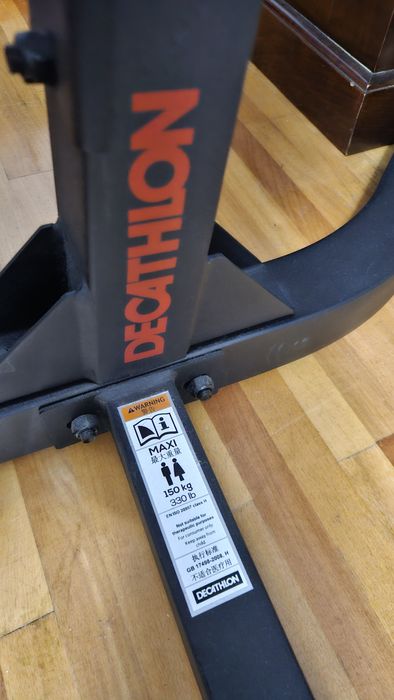 DECATHLON
WARNING
警告
MAXI
最大重量
150 kg
330 lb
EN ISO 20957 class H
Not suitable for
therapeutic purposes
For consumer only
Keep away from
child
执行标准
GB 17498-2008, H
不适合医疗用
DECATHLON